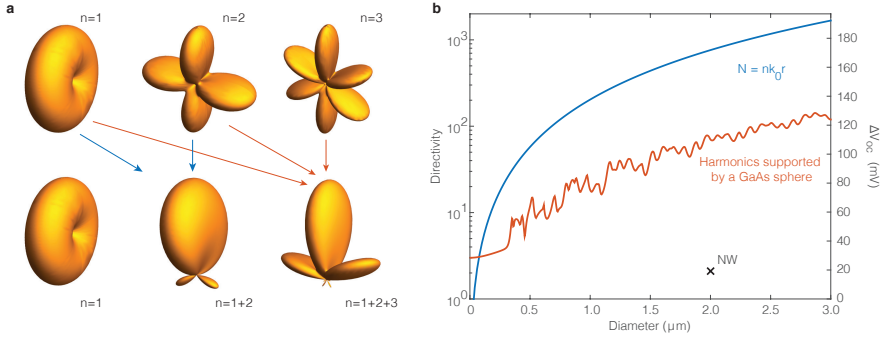 a
n=1
n=2
n=3
n=1
n=1+2
n=1+2+3
b
Directivity
10³
10²
10¹
10⁰
N = nk₀r
Harmonics supported
by a GaAs sphere
NW
0
0.5
1.0
1.5
2.0
2.5
3.0
Diameter (µm)
180
160
140
120
100
80
60
40
20
0
ΔV_oc (mV)